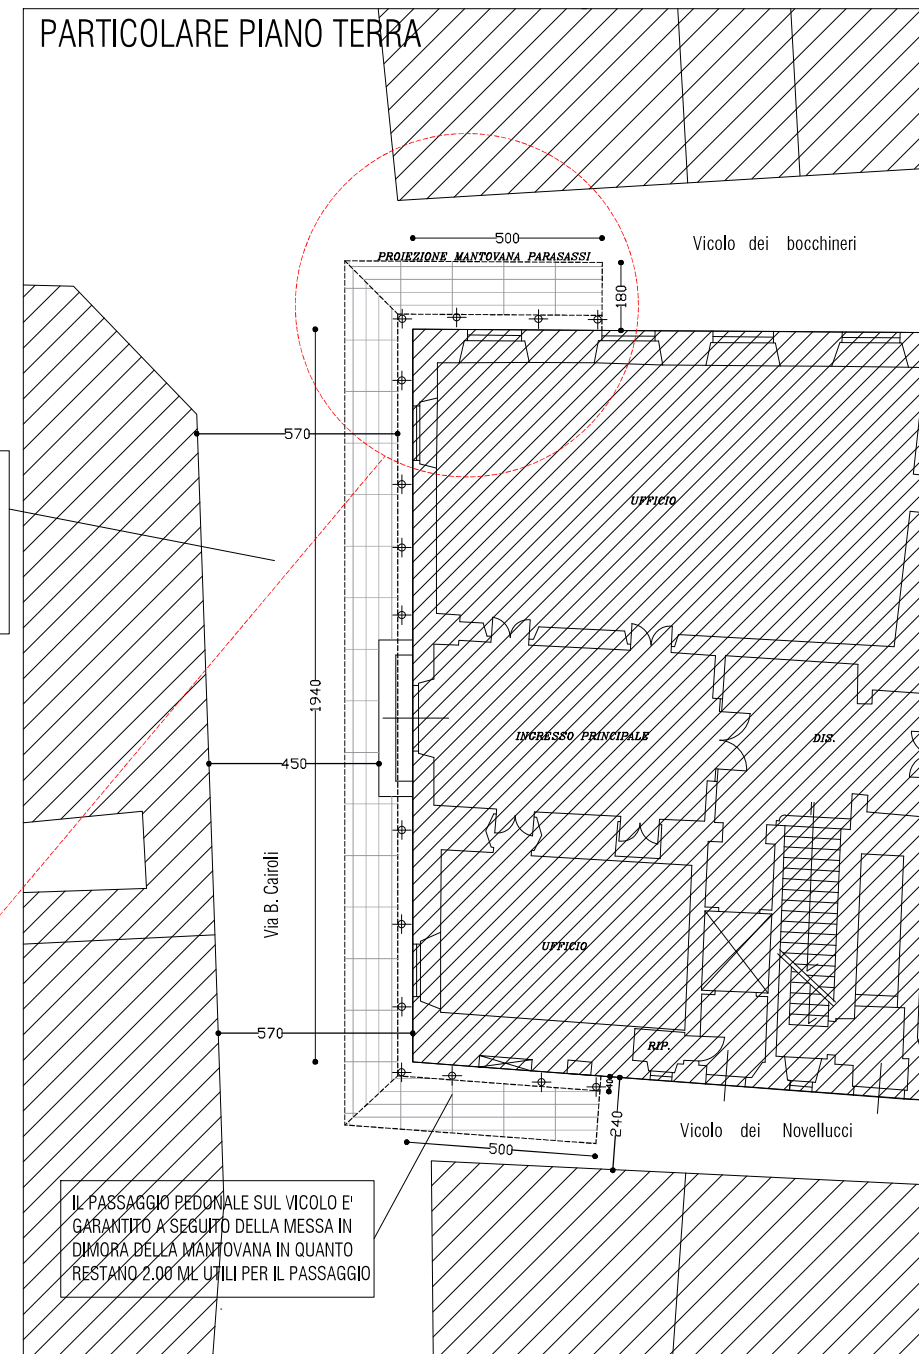 PARTICOLARE PIANO TERRA
Vicolo dei bocchineri
500
PROIEZIONE MANTOVANA PARASASSI
180
570
UFFICIO
1940
INGRESSO PRINCIPALE
DIS.
450
Via B. Cairoli
UFFICIO
570
RIP.
40
240
Vicolo dei Novellucci
500
IL PASSAGGIO PEDONALE SUL VICOLO E'
GARANTITO A SEGUITO DELLA MESSA IN
DIMORA DELLA MANTOVANA IN QUANTO
RESTANO 2.00 ML UTILI PER IL PASSAGGIO